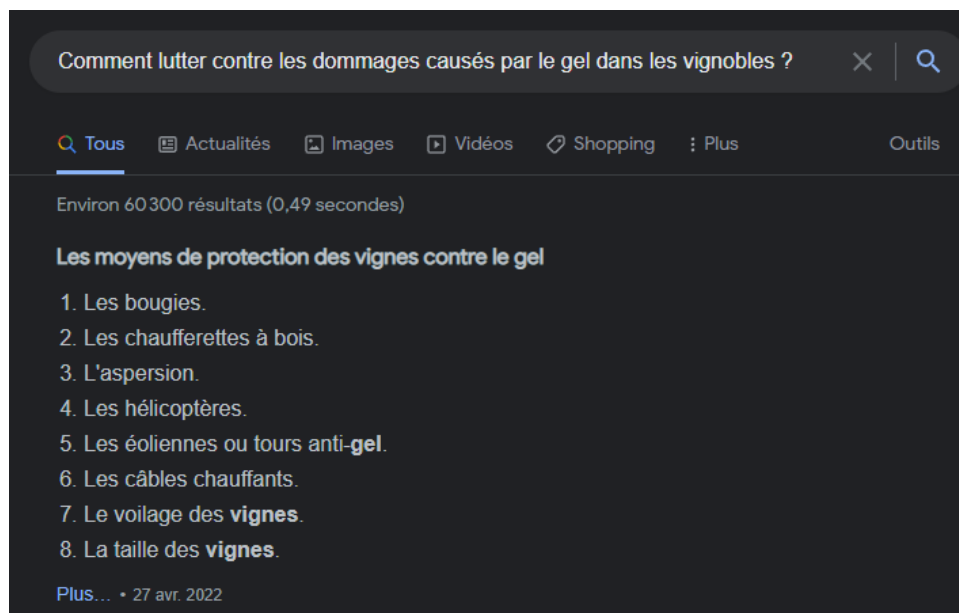 Comment lutter contre les dommages causés par le gel dans les vignobles ?
Tous Actualités Images Vidéos Shopping Plus Outils
Environ 60 300 résultats (0,49 secondes)
Les moyens de protection des vignes contre le gel
1. Les bougies.
2. Les chaufferettes à bois.
3. L'aspersion.
4. Les hélicoptères.
5. Les éoliennes ou tours anti-gel.
6. Les câbles chauffants.
7. Le voilage des vignes.
8. La taille des vignes.
Plus... • 27 avr. 2022